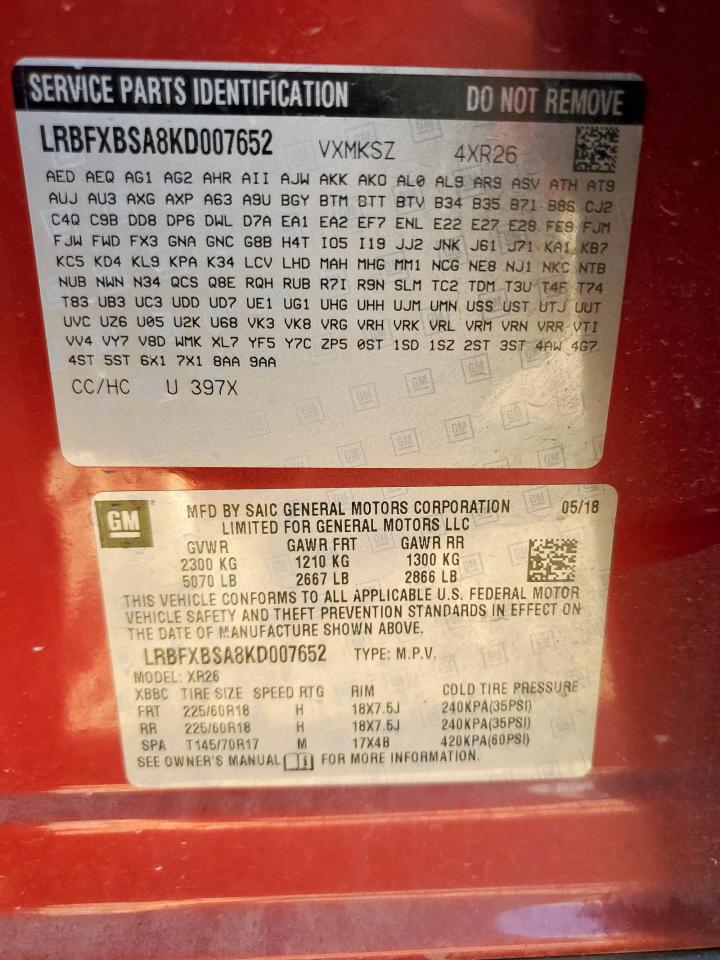 SERVICE PARTS IDENTIFICATION DO NOT REMOVE
LRBFXBSA8KD007652 VXMKSZ 4XR26
AED AEQ AG1 AG2 AHR AII AJW AKK AKO AL0 AL9 AR9 ASV ATH AT9
AUJ AU3 AXG AXP A63 A9U BGY BTM BTT BTV B34 B35 B71 B86 CJ2
C4Q C9B DD8 DP6 DWL D7A EA1 EA2 EF7 ENL E22 E27 E28 FE9 FJM
FJW FWD FX3 GNA GNC G8B H4T I05 I19 JJ2 JNK J61 J71 KA1 KB7
KC5 KD4 KL9 KPA K34 LCV LHD MAH MHG MM1 NCG NE8 NJ1 NKC NTB
NUB NWN N34 QCS Q8E RQH RUB R7I R9N SLM TC2 TDM T3U T4F T74
T83 UB3 UC3 UDD UD7 UE1 UG1 UHG UHH UJM UMN USS UST UTJ UUT
UVC UZ6 U05 U2K U68 VK3 VK8 VRG VRH VRK VRL VRM VRN VRR VTI
VV4 VY7 V8D WMK XL7 YF5 Y7C ZP5 0ST 1SD 1SZ 2ST 3ST 4AW 4G7
4ST 5ST 6X1 7X1 8AA 9AA
CC/HC U 397X
GM MFD BY SAIC GENERAL MOTORS CORPORATION 05/18
LIMITED FOR GENERAL MOTORS LLC
GVWR GAWR FRT GAWR RR
2300 KG 1210 KG 1300 KG
5070 LB 2667 LB 2866 LB
THIS VEHICLE CONFORMS TO ALL APPLICABLE U.S. FEDERAL MOTOR
VEHICLE SAFETY AND THEFT PREVENTION STANDARDS IN EFFECT ON
THE DATE OF MANUFACTURE SHOWN ABOVE.
LRBFXBSA8KD007652 TYPE: M.P.V.
MODEL: XR26
XBBC TIRE SIZE SPEED RTG RIM COLD TIRE PRESSURE
FRT 225/60R18 H 18X7.5J 240KPA(35PSI)
RR 225/60R18 H 18X7.5J 240KPA(35PSI)
SPA T145/70R17 M 17X4B 420KPA(60PSI)
SEE OWNER'S MANUAL FOR MORE INFORMATION.